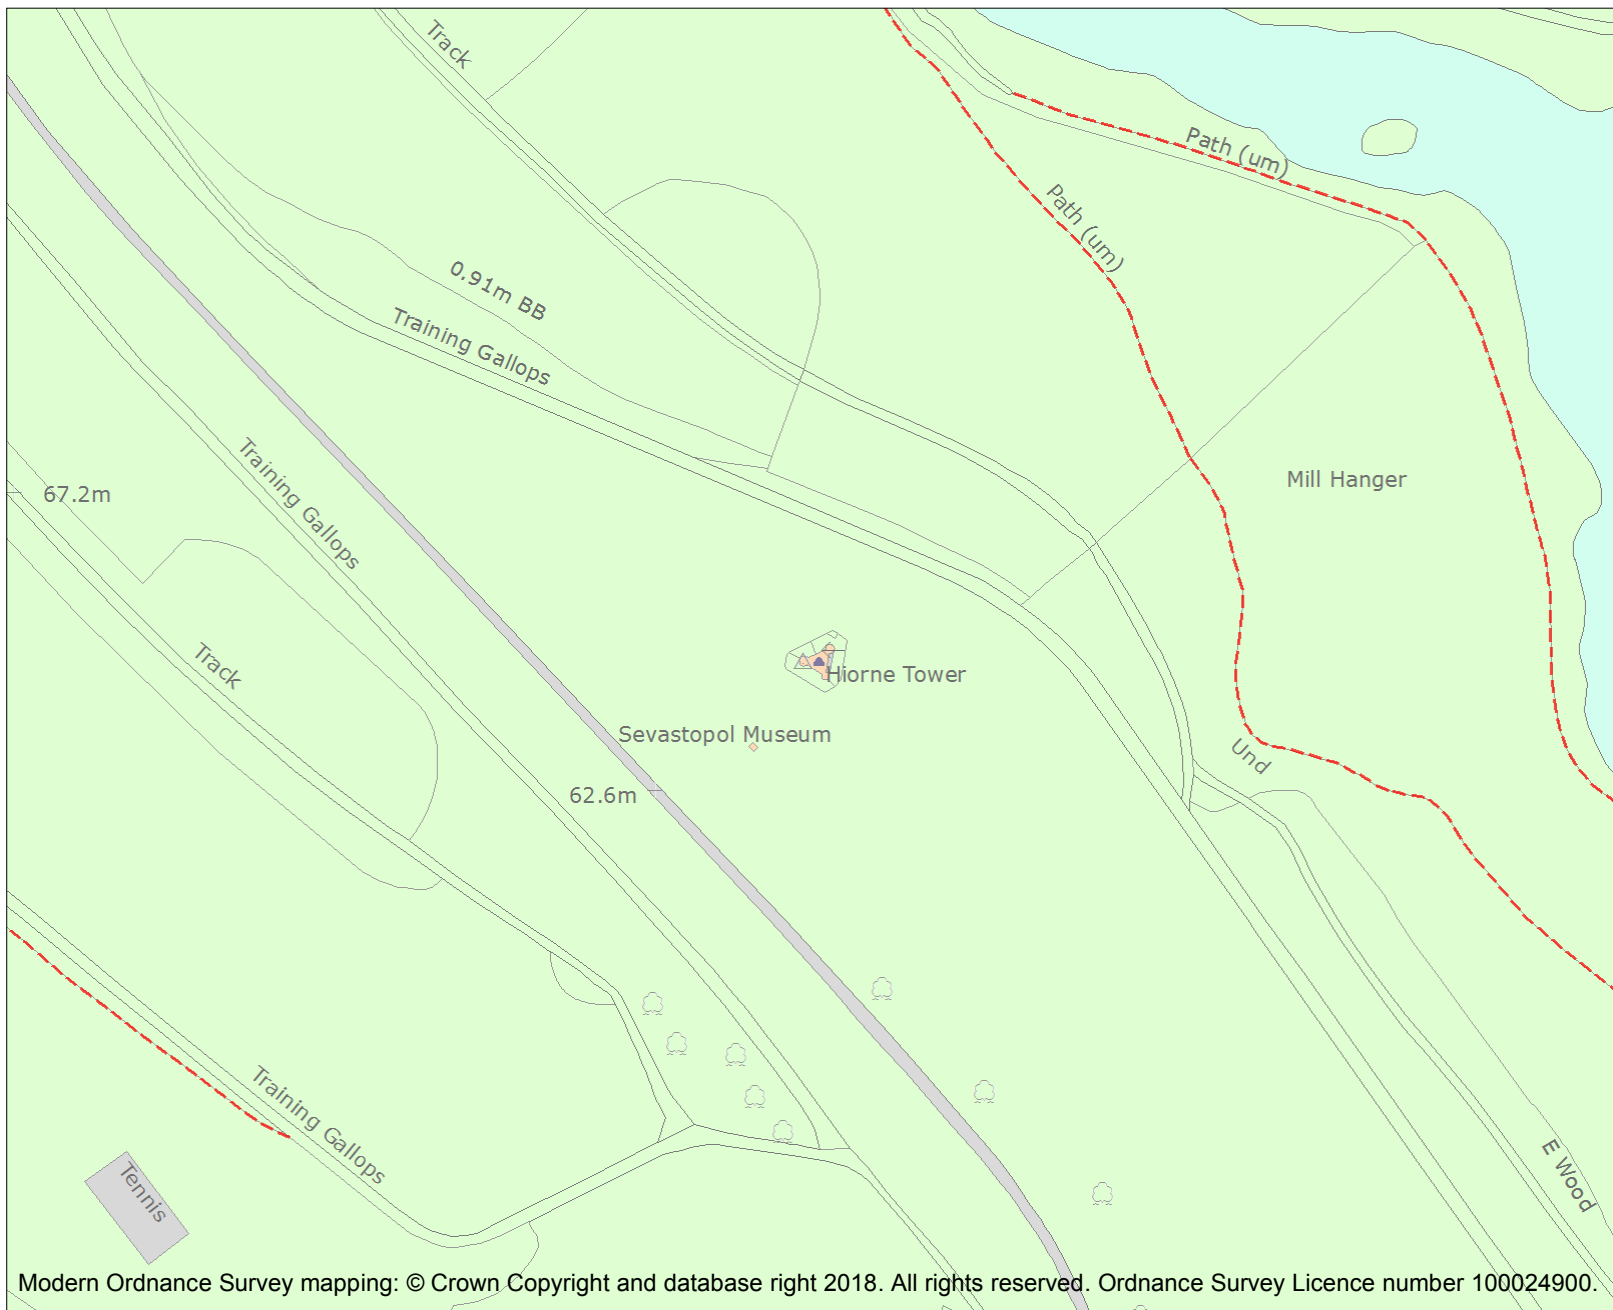 Track
Path (um)
Path (um)
0.91m BB
Training Gallops
Training Gallops
67.2m
Mill Hanger
Track
Hiorne Tower
Sevastopol Museum
Und
62.6m
Training Gallops
Tennis
E Wood
Modern Ordnance Survey mapping: © Crown Copyright and database right 2018. All rights reserved. Ordnance Survey Licence number 100024900.